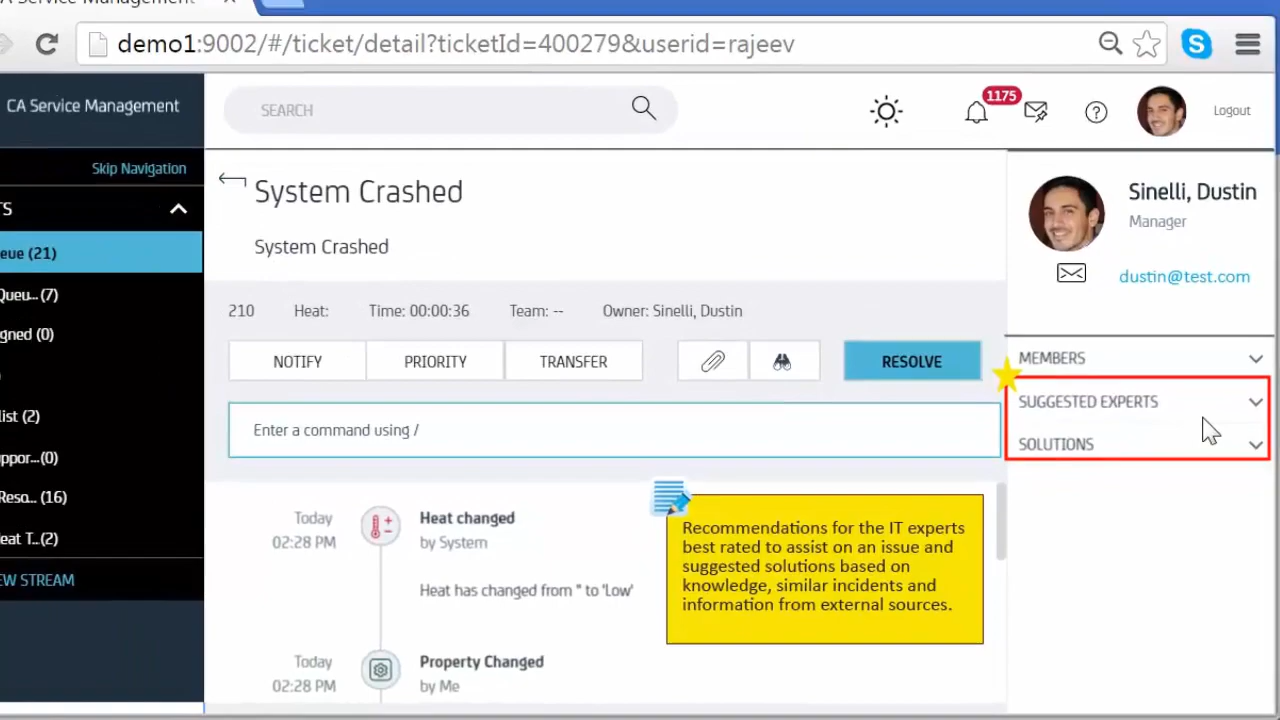 CA Service Management
demo1:9002/#/ticket/detail?ticketId=400279&userid=rajeev
CA Service Management
SEARCH
1175
Logout
Skip Navigation
TS
eue (21)
Queu... (7)
gned (0)
)
list (2)
ppor...(0)
Reso... (16)
eat T...(2)
EW STREAM
System Crashed
System Crashed
210 Heat: Time: 00:00:36 Team: -- Owner: Sinelli, Dustin
NOTIFY PRIORITY TRANSFER RESOLVE
Enter a command using /
Today
02:28 PM
Heat changed
by System
Heat has changed from '' to 'Low'
Today
02:28 PM
Property Changed
by Me
Recommendations for the IT experts
best rated to assist on an issue and
suggested solutions based on
knowledge, similar incidents and
information from external sources.
Sinelli, Dustin
Manager
dustin@test.com
MEMBERS
SUGGESTED EXPERTS
SOLUTIONS